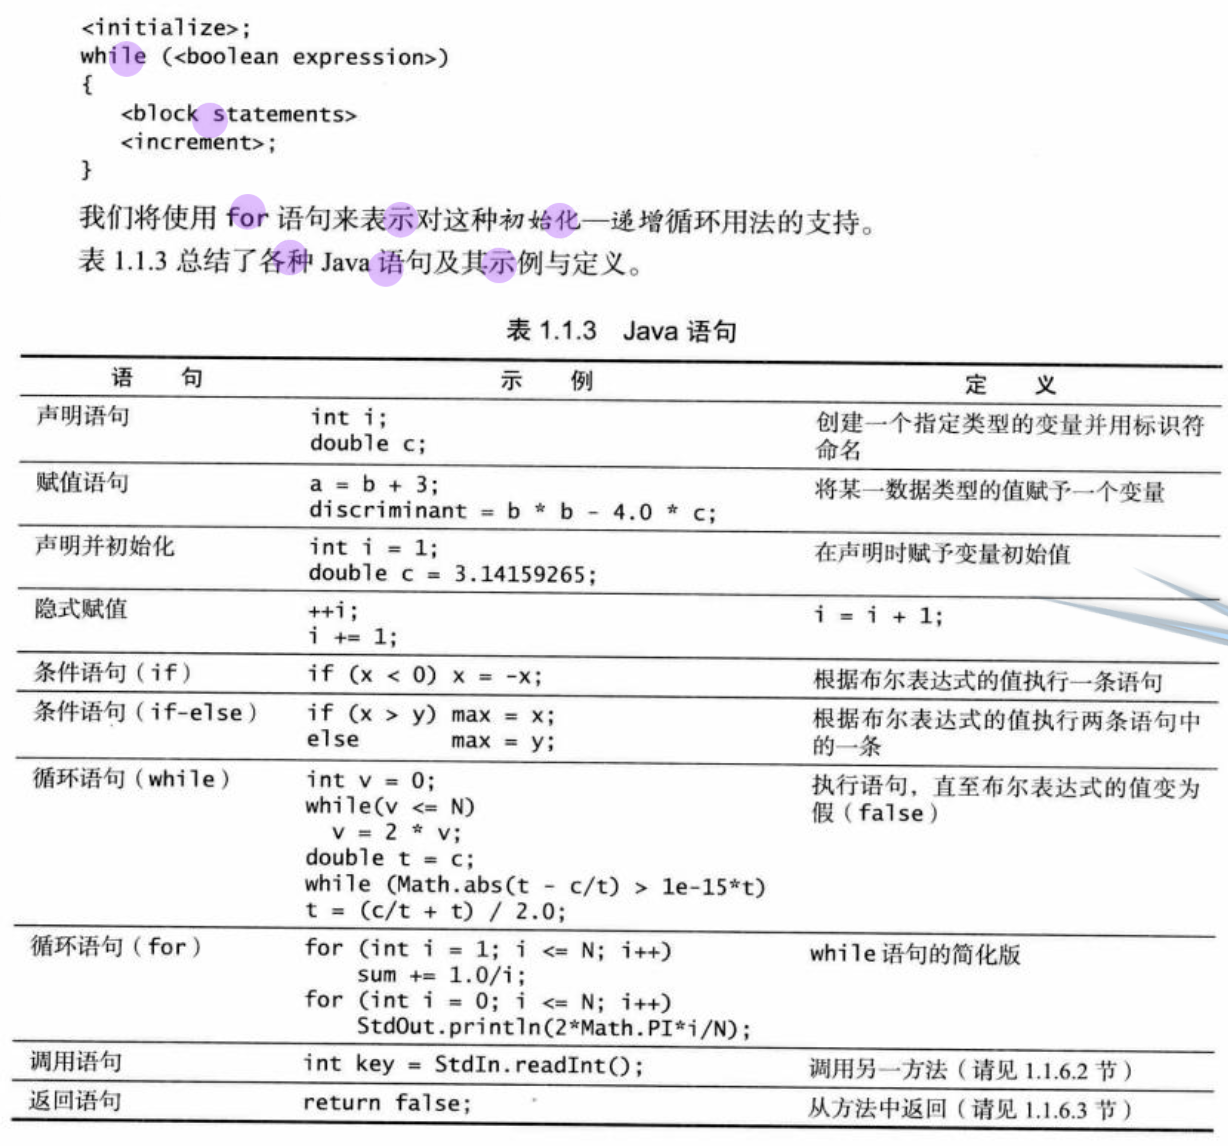 <initialize>;
while (<boolean expression>)
{
<block statements>
<increment>;
}
我们将使用 for 语句来表示对这种初始化—递增循环用法的支持。
表 1.1.3 总结了各种 Java 语句及其示例与定义。
表 1.1.3 Java 语句
语 句 示 例 定 义
声明语句 int i; 创建一个指定类型的变量并用标识符
double c; 命名
赋值语句 a = b + 3; 将某一数据类型的值赋予一个变量
discriminant = b * b - 4.0 * c;
声明并初始化 int i = 1; 在声明时赋予变量初始值
double c = 3.14159265;
隐式赋值 ++i; i = i + 1;
i += 1;
条件语句（if） if (x < 0) x = -x; 根据布尔表达式的值执行一条语句
条件语句（if-else） if (x > y) max = x; 根据布尔表达式的值执行两条语句中
else max = y; 的一条
循环语句（while） int v = 0; 执行语句，直至布尔表达式的值变为
while(v <= N) 假（false）
v = 2 * v;
double t = c;
while (Math.abs(t - c/t) > 1e-15*t)
t = (c/t + t) / 2.0;
循环语句（for） for (int i = 1; i <= N; i++) while 语句的简化版
sum += 1.0/i;
for (int i = 0; i <= N; i++)
StdOut.println(2*Math.PI*i/N);
调用语句 int key = StdIn.readInt(); 调用另一方法（请见 1.1.6.2 节）
返回语句 return false; 从方法中返回（请见 1.1.6.3 节）